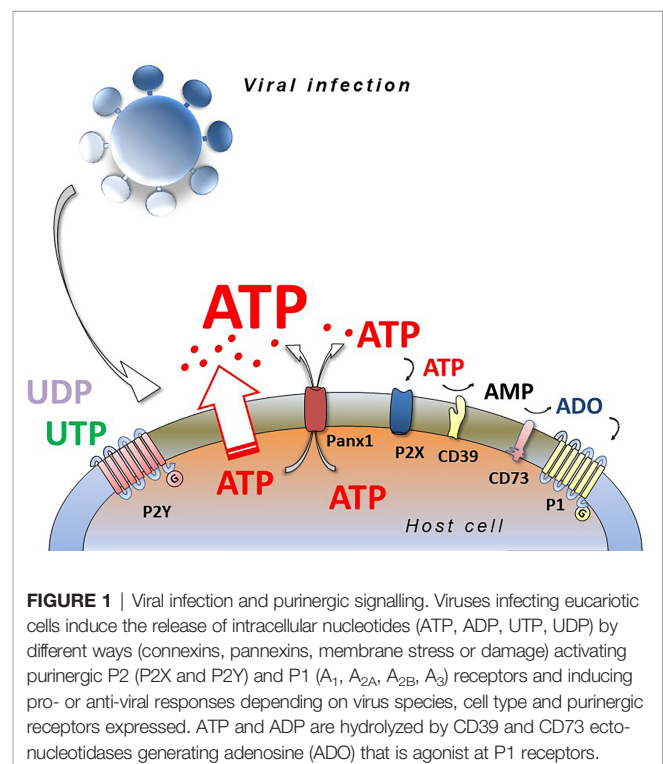 Viral infection
ATP
ATP
ATP
UDP
AMP
ADO
UTP
Panx1
P2X
CD39
ATP
ATP
CD73
P2Y
G
P1
G
Host cell
FIGURE 1 | Viral infection and purinergic signalling. Viruses infecting eucariotic
cells induce the release of intracellular nucleotides (ATP, ADP, UTP, UDP) by
different ways (connexins, pannexins, membrane stress or damage) activating
purinergic P2 (P2X and P2Y) and P1 (A1, A2A, A2B, A3) receptors and inducing
pro- or anti-viral responses depending on virus species, cell type and purinergic
receptors expressed. ATP and ADP are hydrolyzed by CD39 and CD73 ecto-
nucleotidases generating adenosine (ADO) that is agonist at P1 receptors.